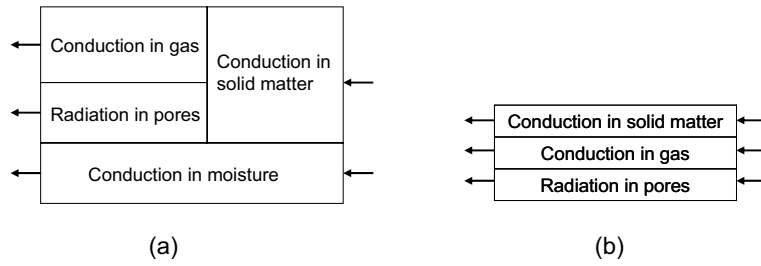 Conduction in gas
Conduction in
solid matter
Radiation in pores
Conduction in moisture
(a)
Conduction in solid matter
Conduction in gas
Radiation in pores
(b)